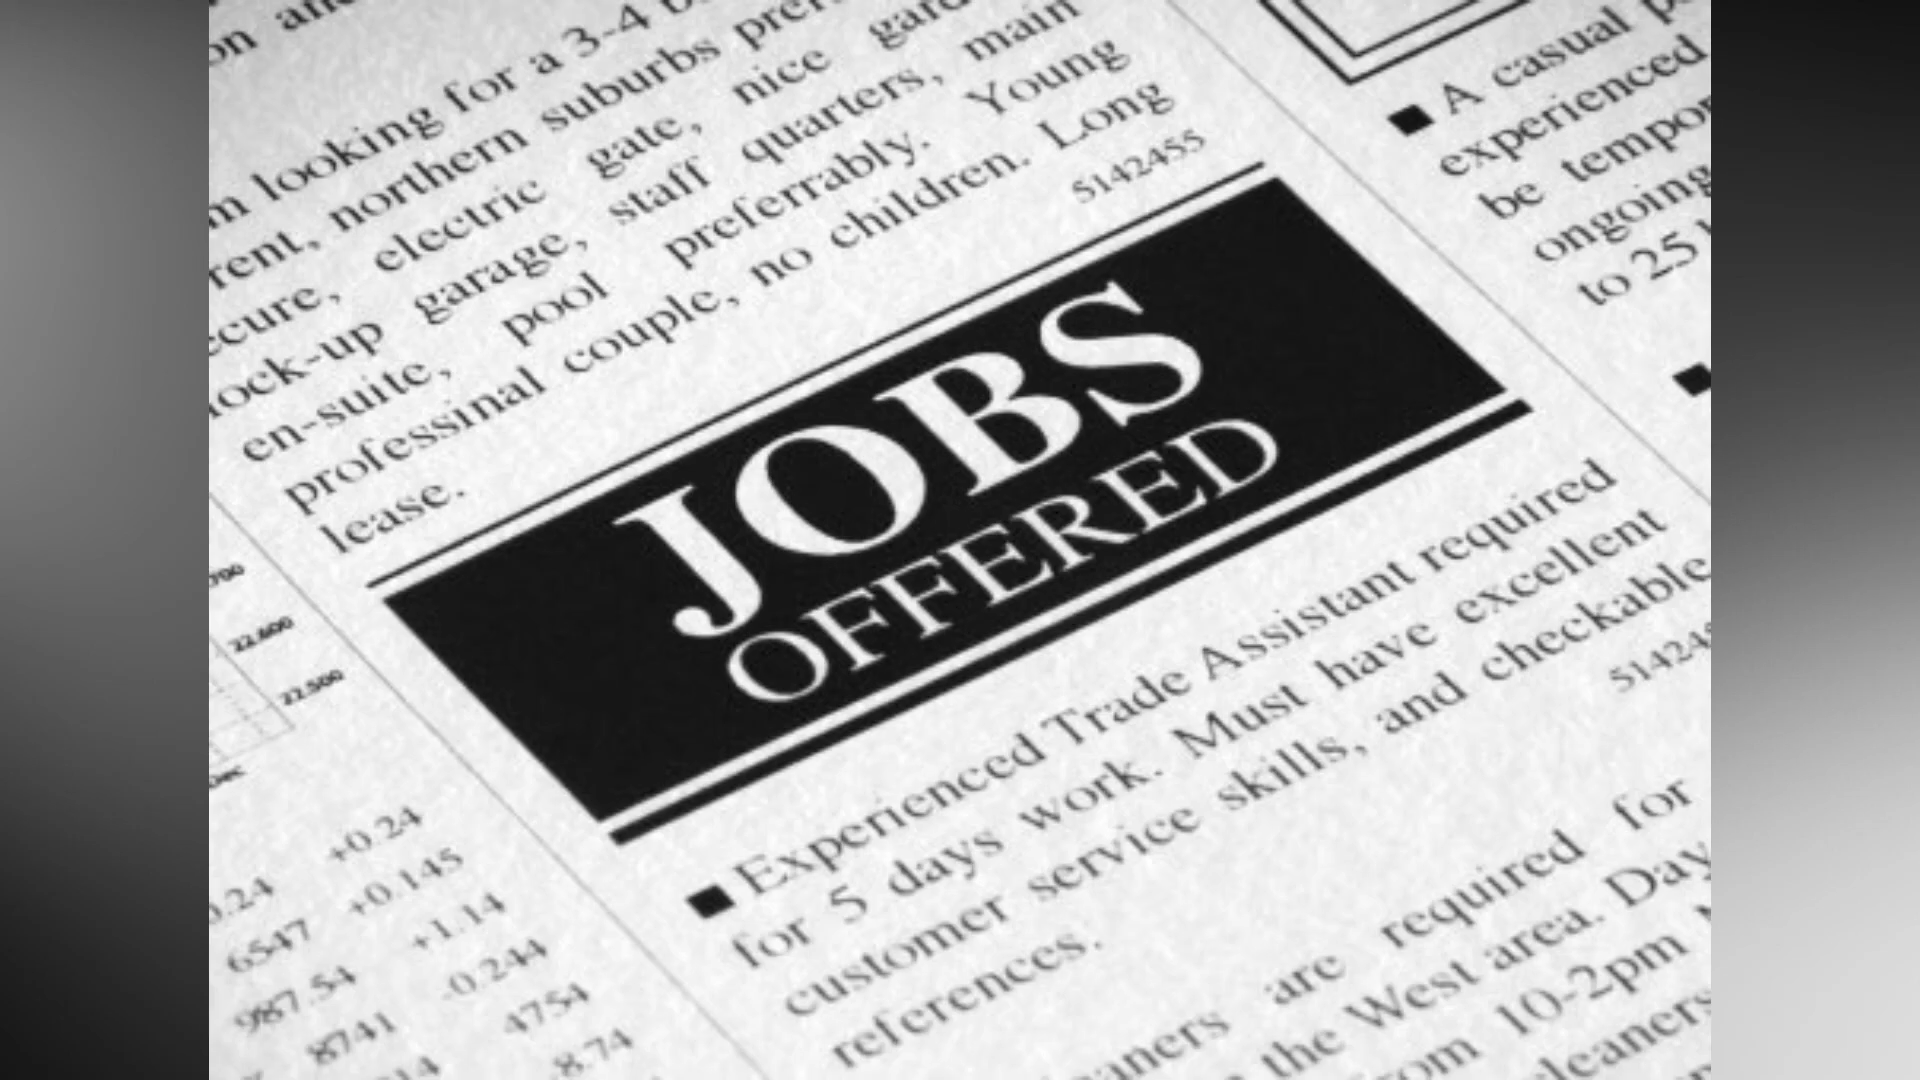 looking for a 3-4
rent, northern suburbs
electric gate, nice
lock-up garage, staff quarters, main
en-suite, pool preferrably. Young
professinal couple, no children. Long
lease.
5142455
JOBS
OFFERED
Experienced Trade Assistant required
for 5 days work. Must have excellent
customer service skills, and checkable
references.
are required for
the West area. Day
10-2pm
cleaners
A casual
experienced
be
ongoing
to 25
22.600
22.500
+0.24
6547 +0.145
987.54 +1.14
8741 -0.244
4754
8.74